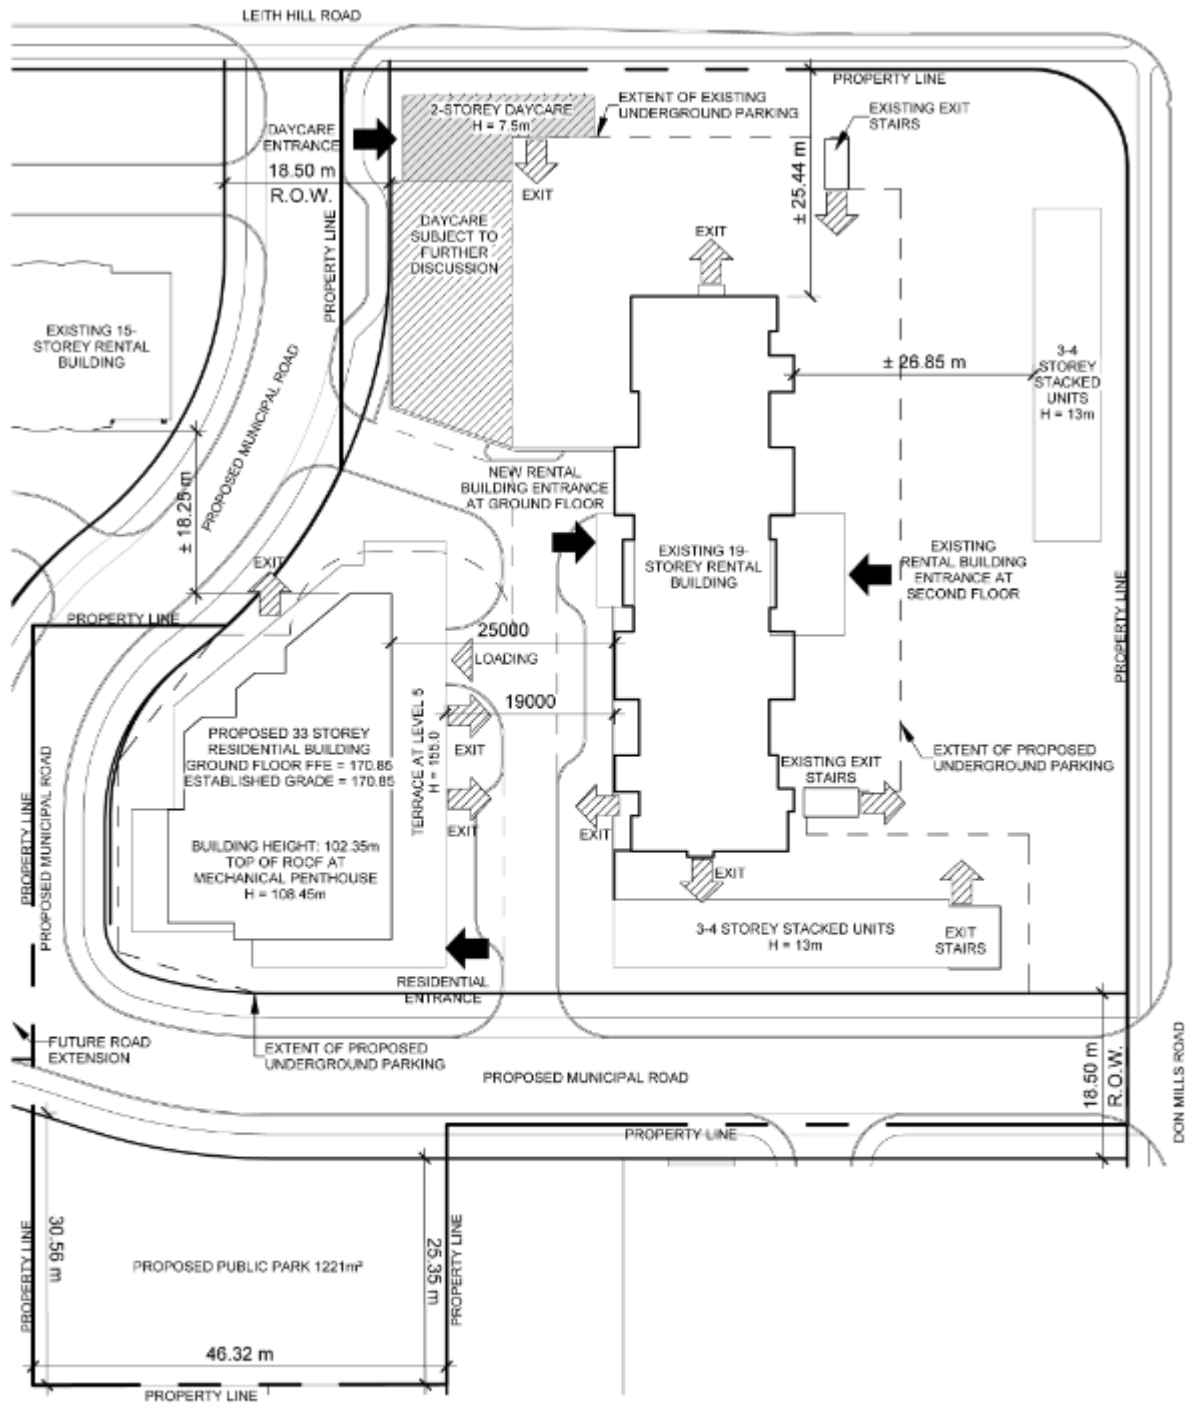 LEITH HILL ROAD
PROPERTY LINE
2-STOREY DAYCARE
H = 7.5m
EXTENT OF EXISTING
UNDERGROUND PARKING
EXISTING EXIT
STAIRS
DAYCARE
ENTRANCE
18.50 m
R.O.W.
EXIT
± 25.44 m
PROPERTY LINE
DAYCARE
SUBJECT TO
FURTHER
DISCUSSION
EXIT
EXISTING 15-
STOREY RENTAL
BUILDING
PROPOSED MUNICIPAL ROAD
± 26.85 m
3-4
STOREY
STACKED
UNITS
H = 13m
± 18.25 m
NEW RENTAL
BUILDING ENTRANCE
AT GROUND FLOOR
EXISTING 19-
STOREY RENTAL
BUILDING
EXISTING
RENTAL BUILDING
ENTRANCE AT
SECOND FLOOR
EXIT
PROPERTY LINE
PROPERTY LINE
25000
LOADING
19000
TERRACE AT LEVEL 5
H = 155.0
PROPOSED 33 STOREY
RESIDENTIAL BUILDING
GROUND FLOOR FFE = 170.85
ESTABLISHED GRADE = 170.85
EXIT
EXISTING EXIT
STAIRS
EXTENT OF PROPOSED
UNDERGROUND PARKING
PROPERTY LINE
PROPOSED MUNICIPAL ROAD
EXIT
EXIT
BUILDING HEIGHT: 102.35m
TOP OF ROOF AT
MECHANICAL PENTHOUSE
H = 108.45m
EXIT
3-4 STOREY STACKED UNITS
H = 13m
EXIT
STAIRS
RESIDENTIAL
ENTRANCE
FUTURE ROAD
EXTENSION
EXTENT OF PROPOSED
UNDERGROUND PARKING
PROPOSED MUNICIPAL ROAD
18.50 m
R.O.W.
DON MILLS ROAD
PROPERTY LINE
PROPERTY LINE
30.56 m
PROPOSED PUBLIC PARK 1221m²
25.35 m
PROPERTY LINE
46.32 m
PROPERTY LINE